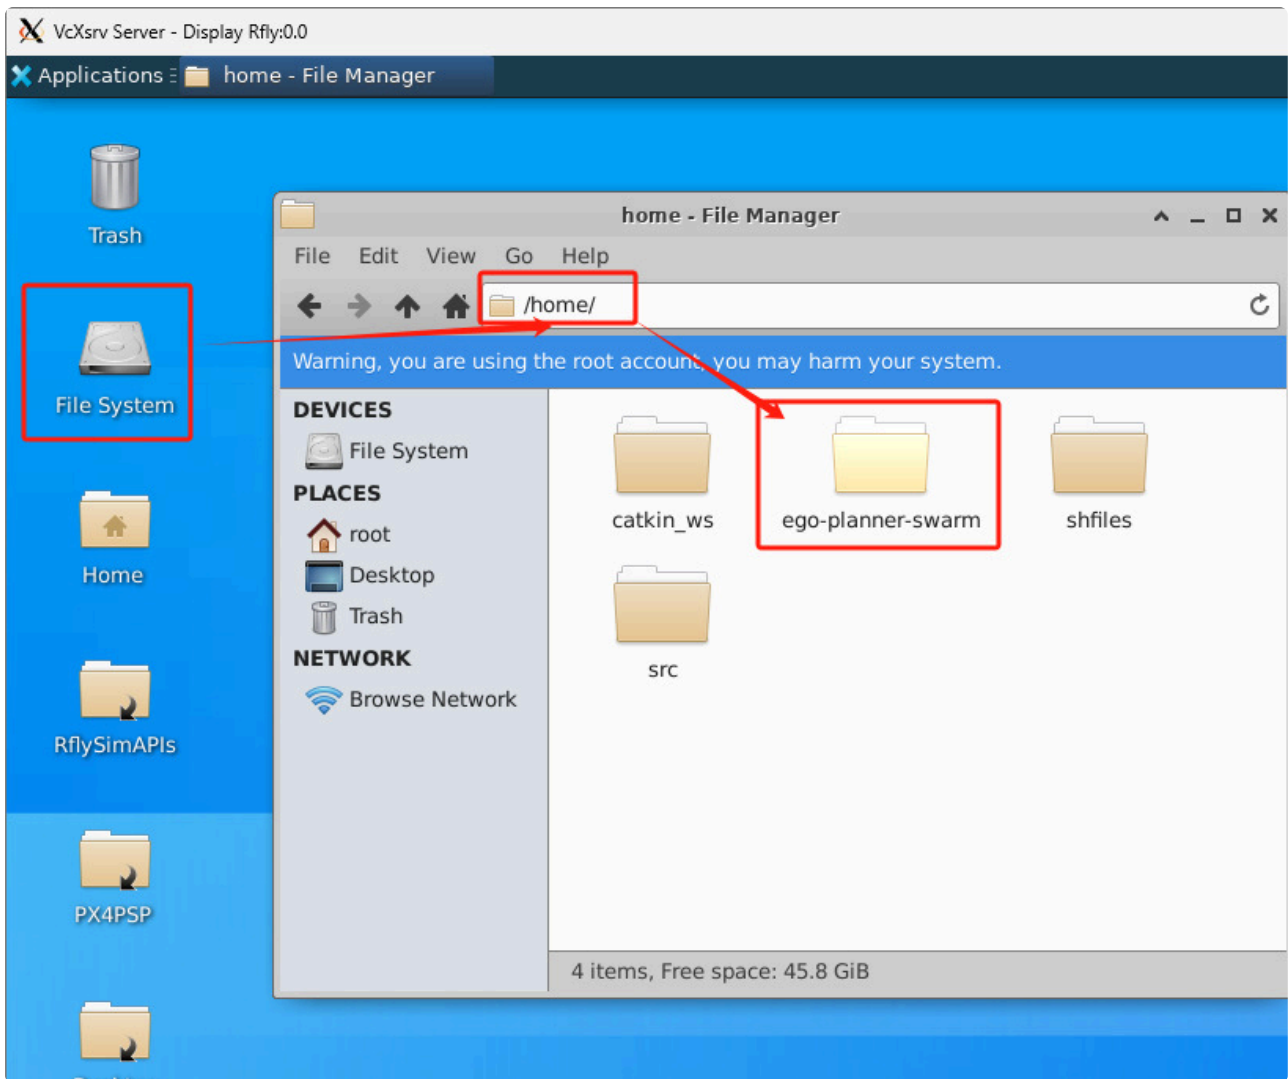 VcXsrv Server - Display Rfly:0.0
Applications
home - File Manager
Trash
File System
Home
RflySimAPIs
PX4PSP
home - File Manager
File Edit View Go Help
/home/
Warning, you are using the root account, you may harm your system.
DEVICES
File System
PLACES
root
Desktop
Trash
NETWORK
Browse Network
catkin_ws
ego-planner-swarm
shfiles
src
4 items, Free space: 45.8 GiB